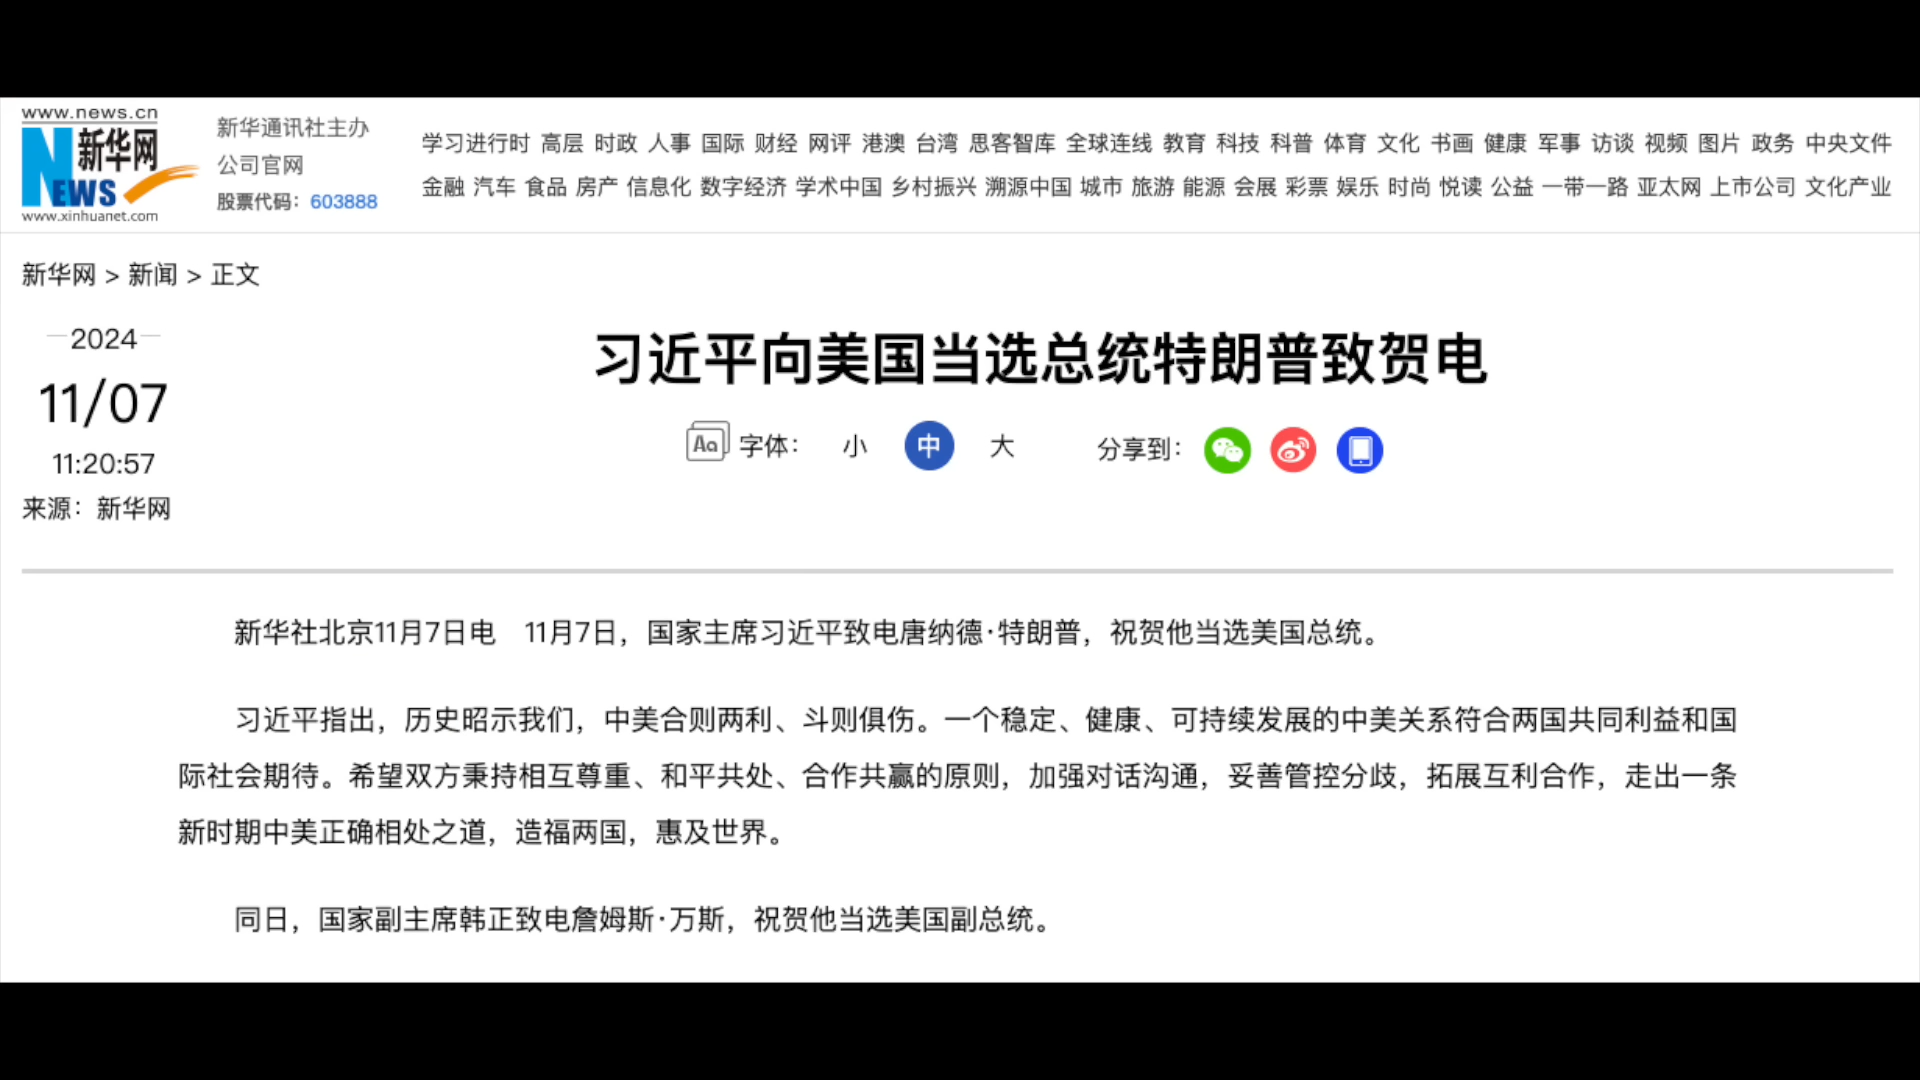 www.news.cn
新华网
NEWS
www.xinhuanet.com
新华通讯社主办
公司官网
股票代码：603888
学习进行时 高层 时政 人事 国际 财经 网评 港澳 台湾 思客智库 全球连线 教育 科技 科普 体育 文化 书画 健康 军事 访谈 视频 图片 政务 中央文件
金融 汽车 食品 房产 信息化 数字经济 学术中国 乡村振兴 溯源中国 城市 旅游 能源 会展 彩票 娱乐 时尚 悦读 公益 一带一路 亚太网 上市公司 文化产业
新华网 > 新闻 > 正文
2024
11/07
11:20:57
来源：新华网
习近平向美国当选总统特朗普致贺电
Aa 字体： 小 中 大 分享到：
新华社北京11月7日电　11月7日，国家主席习近平致电唐纳德·特朗普，祝贺他当选美国总统。
习近平指出，历史昭示我们，中美合则两利、斗则俱伤。一个稳定、健康、可持续发展的中美关系符合两国共同利益和国
际社会期待。希望双方秉持相互尊重、和平共处、合作共赢的原则，加强对话沟通，妥善管控分歧，拓展互利合作，走出一条
新时期中美正确相处之道，造福两国，惠及世界。
同日，国家副主席韩正致电詹姆斯·万斯，祝贺他当选美国副总统。